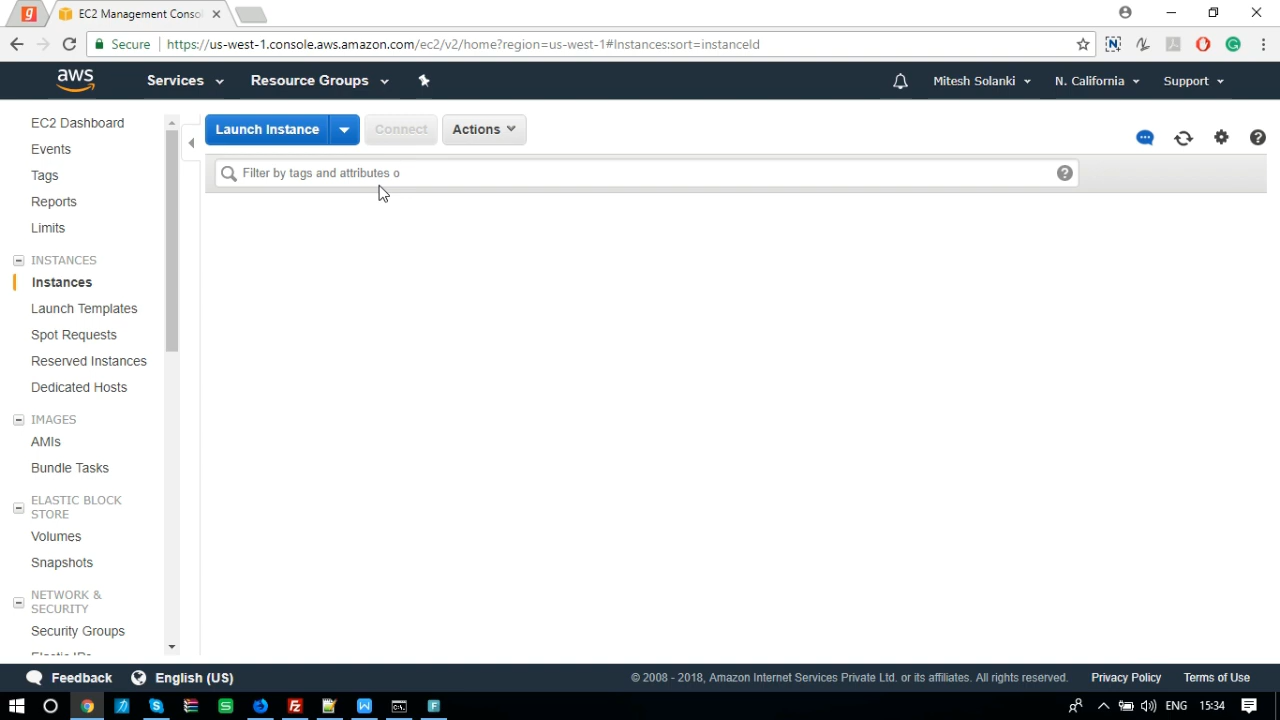 EC2 Management Conso
Secure
https://us-west-1.console.aws.amazon.com/ec2/v2/home?region=us-west-1#Instances:sort=instanceId
aws
Services
Resource Groups
Mitesh Solanki
N. California
Support
EC2 Dashboard
Events
Tags
Reports
Limits
INSTANCES
Instances
Launch Templates
Spot Requests
Reserved Instances
Dedicated Hosts
IMAGES
AMIs
Bundle Tasks
ELASTIC BLOCK
STORE
Volumes
Snapshots
NETWORK &
SECURITY
Security Groups
Elastic IPs
Launch Instance
Connect
Actions
Filter by tags and attributes o
Feedback
English (US)
© 2008 - 2018, Amazon Internet Services Private Ltd. or its affiliates. All rights reserved.
Privacy Policy
Terms of Use
ENG
15:34